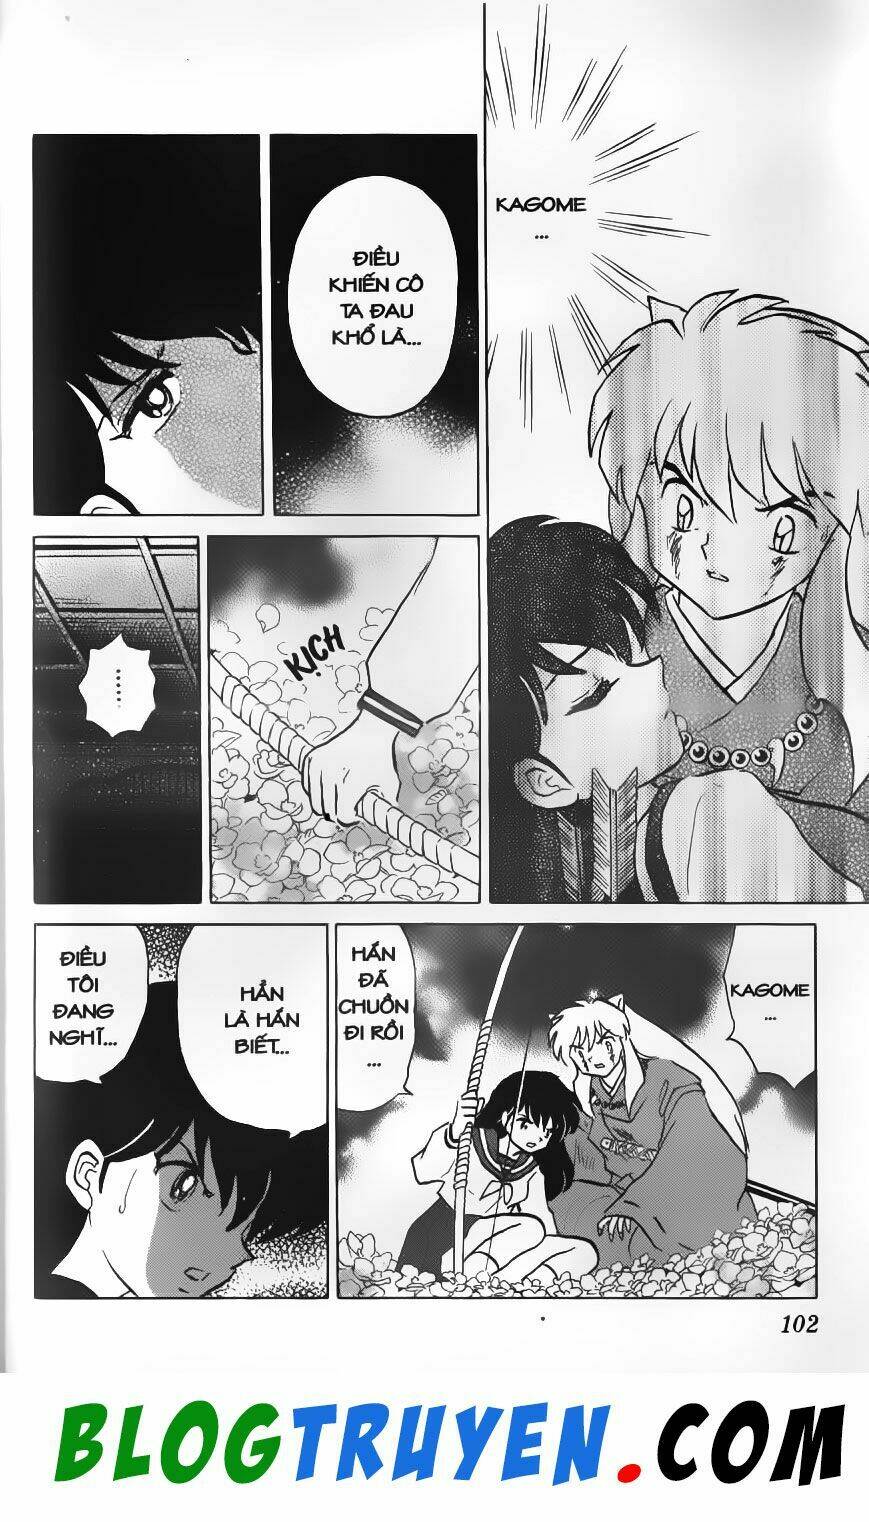 KAGOME
...
ĐIỀU
KHIẾN CÔ
TA ĐAU
KHỔ LÀ...
KỊCH
......
KAGOME
...
HẮN
ĐÃ
CHUỒN
ĐI RỒI
...
HẲN
LÀ HẮN
BIẾT...
ĐIỀU
TÔI
ĐANG
NGHĨ...
102
BLOGTRUYEN.COM